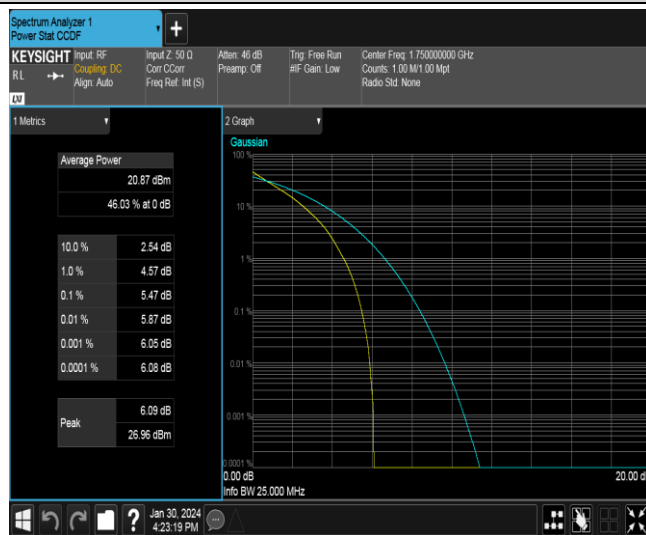 Spectrum Analyzer 1
Power Stat CCDF
+
KEYSIGHT
RL
LXI
Input: RF
Coupling: DC
Align: Auto
Input Z: 50 Ω
Corr CCorr
Freq Ref: Int (S)
Atten: 46 dB
Preamp: Off
Trig: Free Run
#IF Gain: Low
Center Freq: 1.750000000 GHz
Counts: 1.00 M/1.00 Mpt
Radio Std: None
1 Metrics
Average Power
20.87 dBm
46.03 % at 0 dB
10.0 % 2.54 dB
1.0 % 4.57 dB
0.1 % 5.47 dB
0.01 % 5.87 dB
0.001 % 6.05 dB
0.0001 % 6.08 dB
Peak
6.09 dB
26.96 dBm
2 Graph
Gaussian
100 %
10 %
1 %
0.1 %
0.01 %
0.001 %
0.0001 %
0.00 dB
20.00 d
Info BW 25.000 MHz
?
Jan 30, 2024
4:23:19 PM